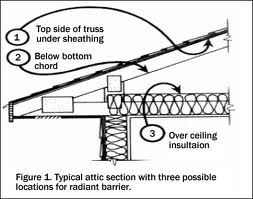 1 Top side of truss
under sheathing
2 Below bottom
chord
3 Over ceiling
insultaion
Figure 1. Typical attic section with three possible
locations for radiant barrier.